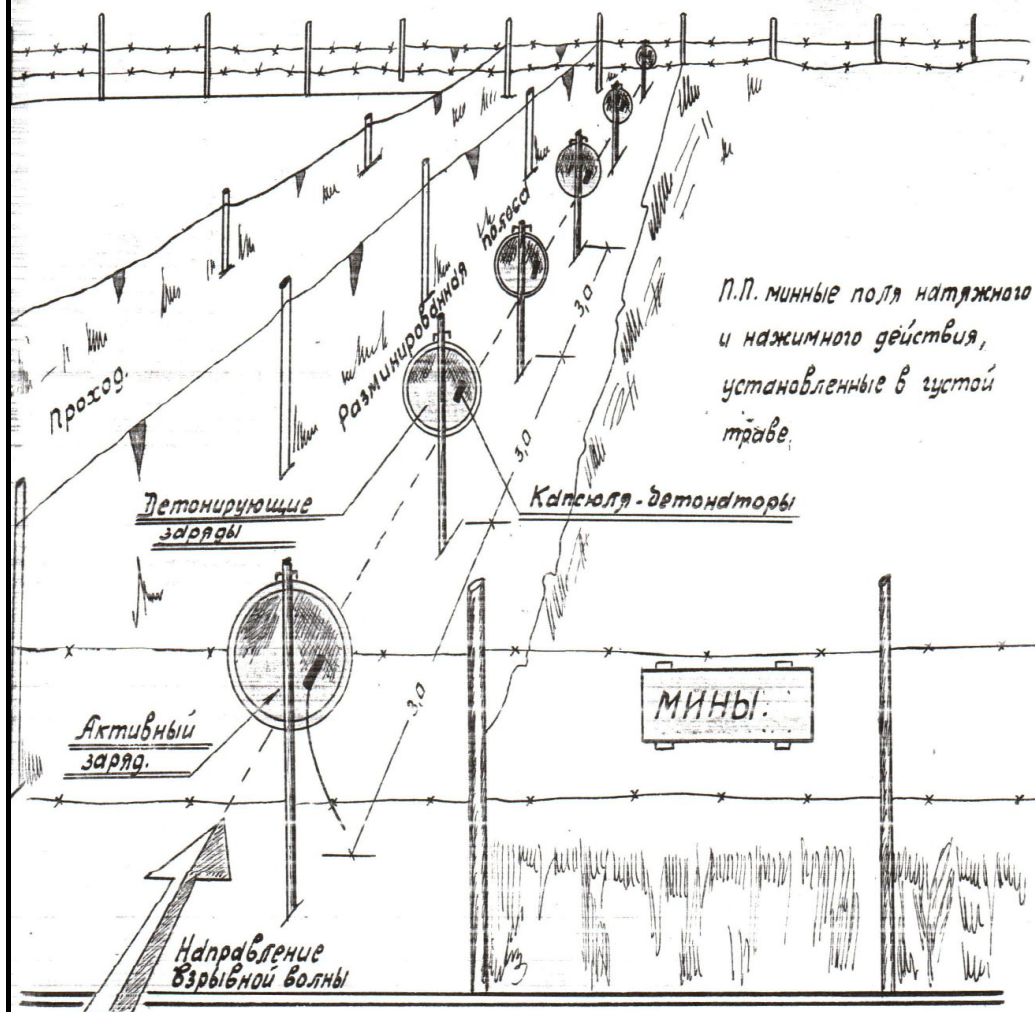 П.П. минные поля натяжного
и нажимного действия,
установленные в густой
траве.
Проход.
Разминированная полоса
3,0
3,0
Детонирующие
заряды
Капсюля-детонаторы
3,0
Активный
заряд.
МИНЫ.
Направление
взрывной волны